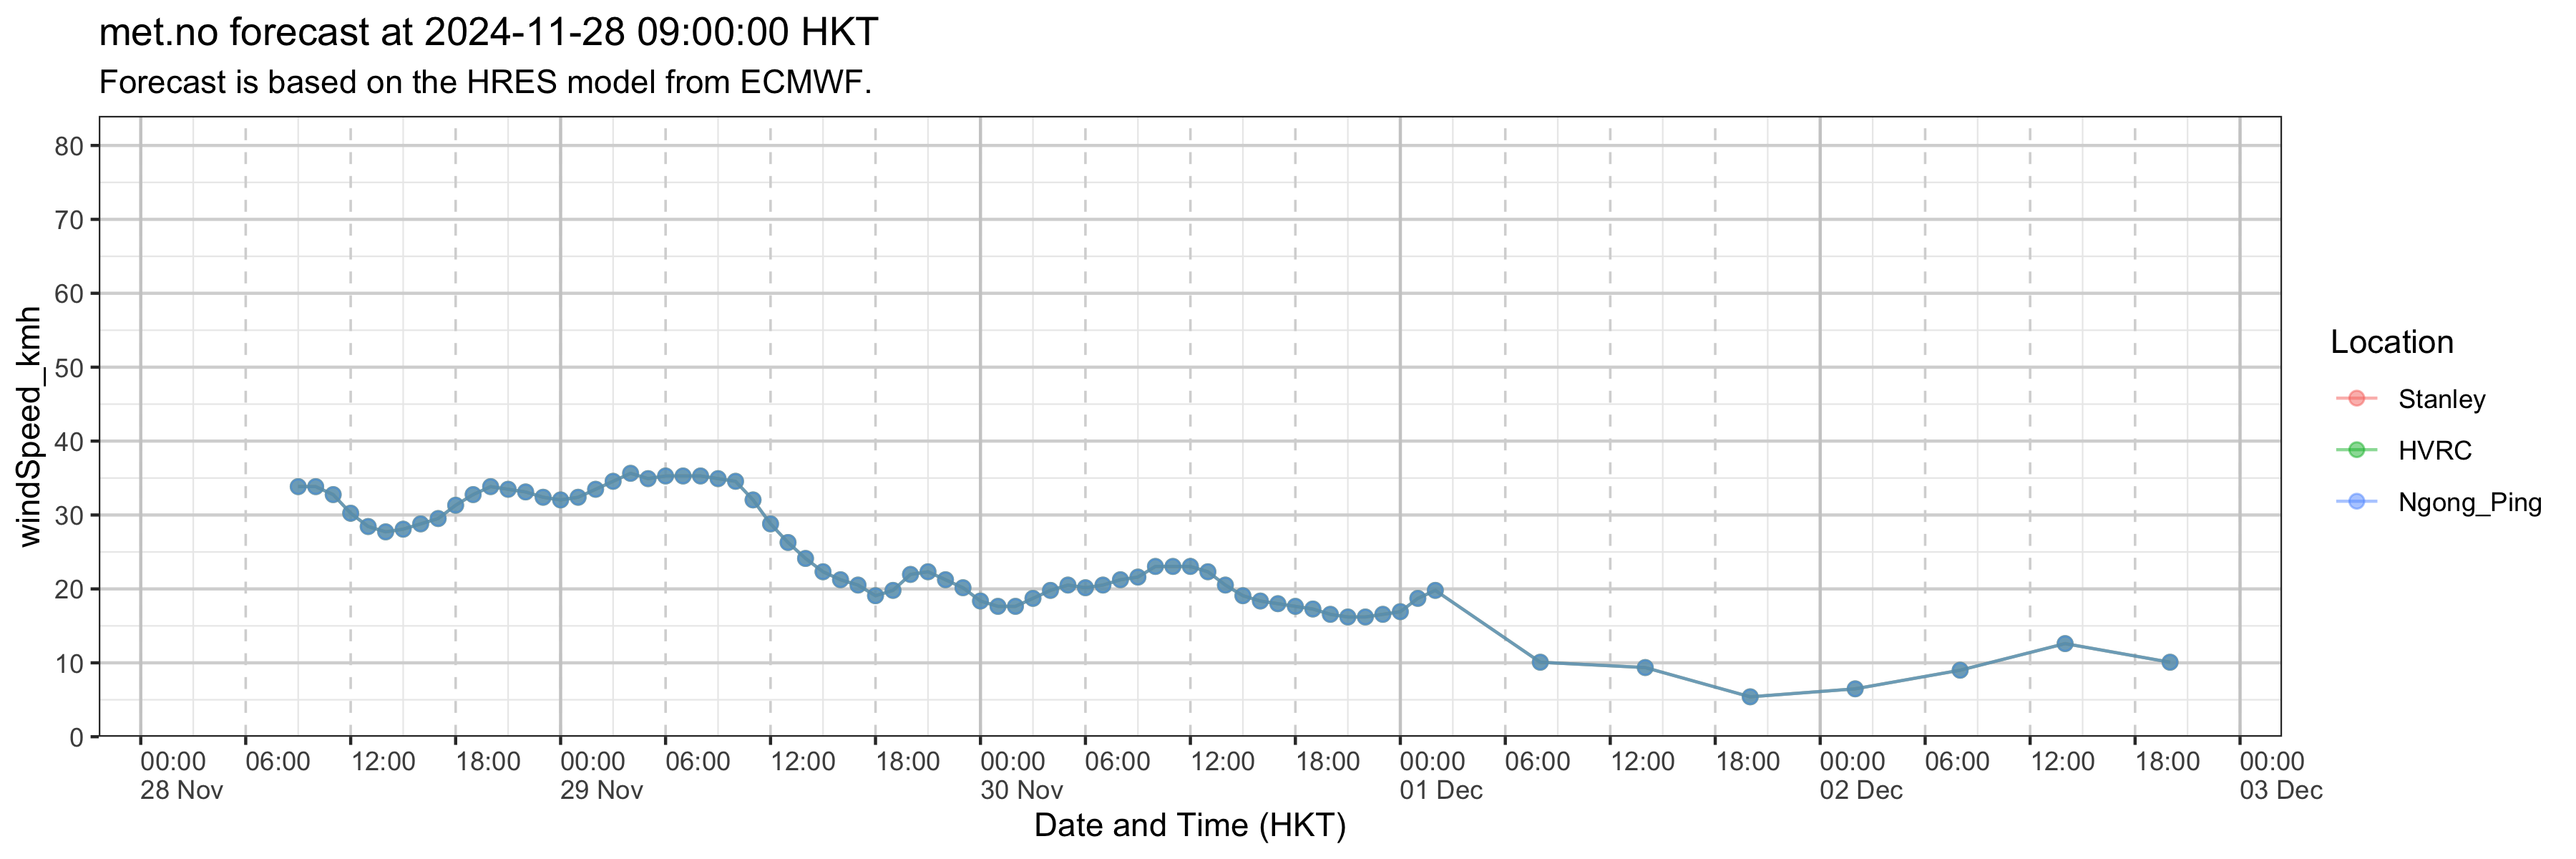 met.no forecast at 2024-11-28 09:00:00 HKT
Forecast is based on the HRES model from ECMWF.
windSpeed_kmh
80
70
60
50
40
30
20
10
0
00:00 06:00 12:00 18:00 00:00 06:00 12:00 18:00 00:00 06:00 12:00 18:00 00:00 06:00 12:00 18:00 00:00 06:00 12:00 18:00 00:00
28 Nov 29 Nov 30 Nov 01 Dec 02 Dec 03 Dec
Date and Time (HKT)
Location
Stanley
HVRC
Ngong_Ping